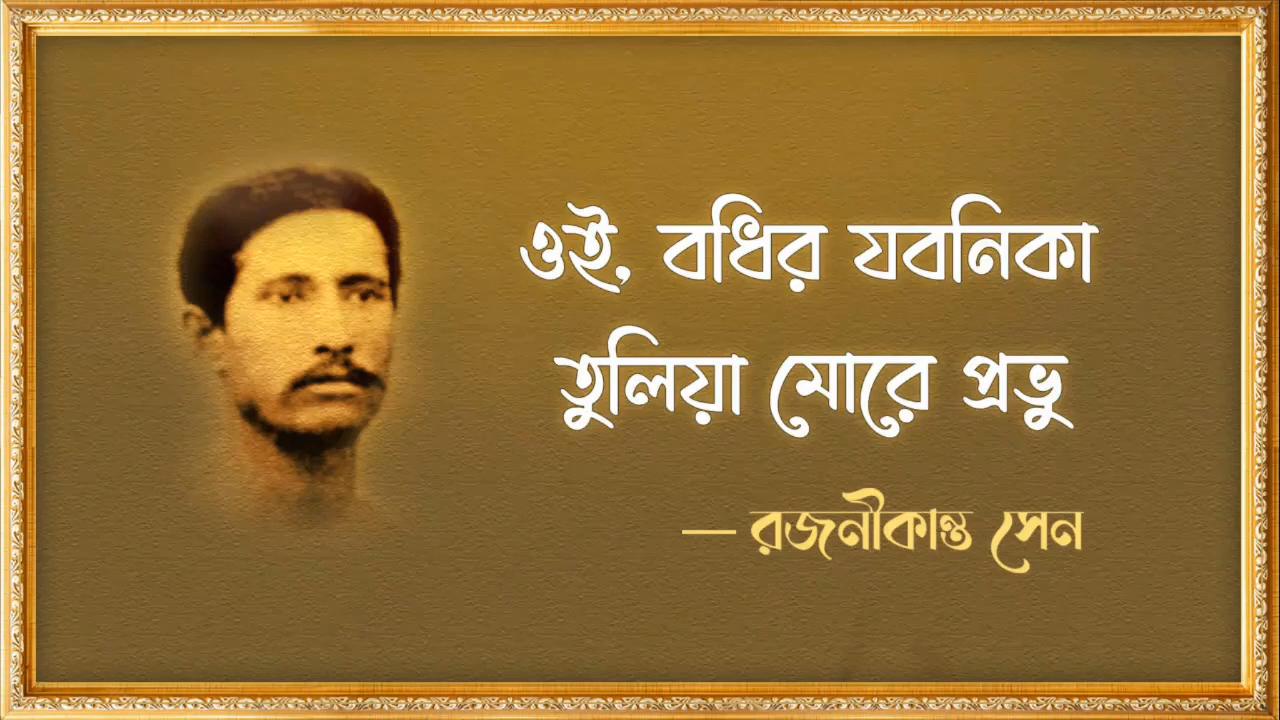 ওই, বধির যবনিকা
তুলিয়া মোরে প্রভু
— রজনীকান্ত সেন